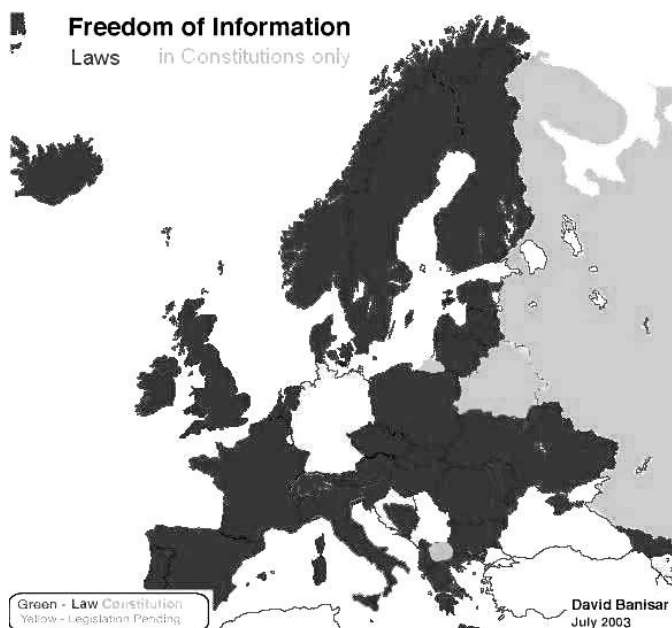 Freedom of Information
Laws in Constitutions only
Green - Law Constitution
Yellow - Legislation Pending
David Banisar
July 2003